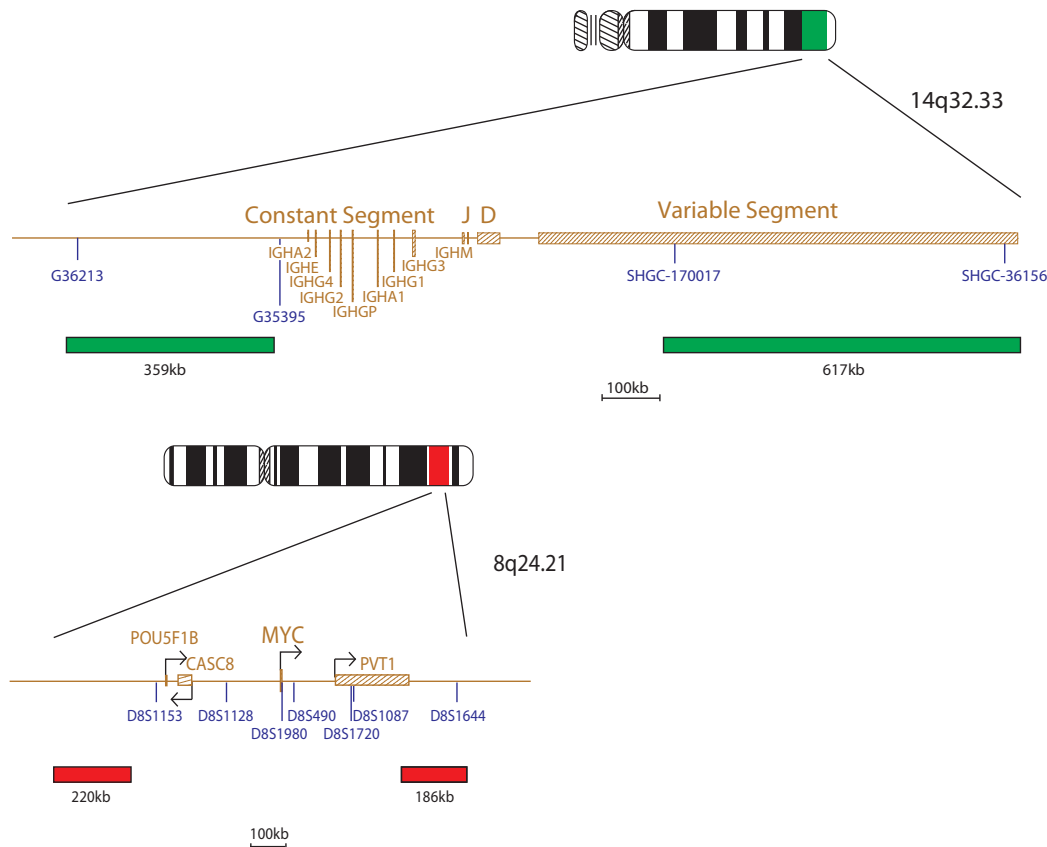 14q32.33
Constant Segment J D Variable Segment
G36213
IGHA2
IGHE
IGHG4
IGHG2
IGHGP
IGHA1
IGHG1
IGHG3
IGHM
SHGC-170017
SHGC-36156
G35395
359kb
617kb
100kb
8q24.21
POU5F1B
MYC
CASC8
PVT1
D8S1153
D8S1128
D8S490
D8S1087
D8S1644
D8S1980
D8S1720
220kb
186kb
100kb